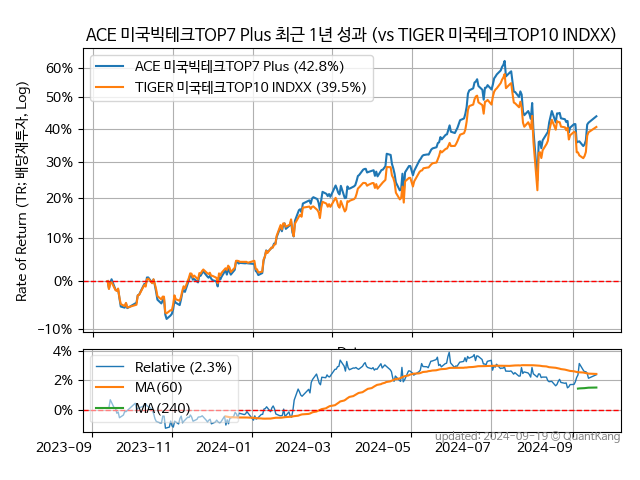 ACE 미국빅테크TOP7 Plus 최근 1년 성과 (vs TIGER 미국테크TOP10 INDXX)
Rate of Return (TR: 배당재투자, Log)
60%
50%
40%
30%
20%
10%
0%
−10%
ACE 미국빅테크TOP7 Plus (42.8%)
TIGER 미국테크TOP10 INDXX (39.5%)
4%
2%
0%
Relative (2.3%)
MA(60)
MA(240)
updated: 2024-09-19 © QuantKang
2023-09
2023-11
2024-01
2024-03
2024-05
2024-07
2024-09